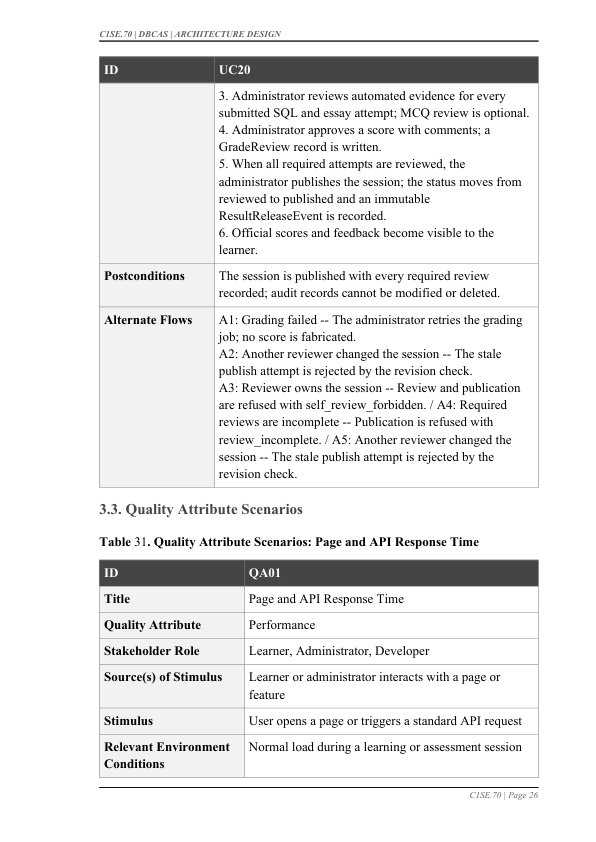 C1SE.70 | DBCAS | ARCHITECTURE DESIGN
ID UC20
3. Administrator reviews automated evidence for every
submitted SQL and essay attempt; MCQ review is optional.
4. Administrator approves a score with comments; a
GradeReview record is written.
5. When all required attempts are reviewed, the
administrator publishes the session; the status moves from
reviewed to published and an immutable
ResultReleaseEvent is recorded.
6. Official scores and feedback become visible to the
learner.
Postconditions The session is published with every required review
recorded; audit records cannot be modified or deleted.
Alternate Flows A1: Grading failed -- The administrator retries the grading
job; no score is fabricated.
A2: Another reviewer changed the session -- The stale
publish attempt is rejected by the revision check.
A3: Reviewer owns the session -- Review and publication
are refused with self_review_forbidden. / A4: Required
reviews are incomplete -- Publication is refused with
review_incomplete. / A5: Another reviewer changed the
session -- The stale publish attempt is rejected by the
revision check.
3.3. Quality Attribute Scenarios
Table 31. Quality Attribute Scenarios: Page and API Response Time
ID QA01
Title Page and API Response Time
Quality Attribute Performance
Stakeholder Role Learner, Administrator, Developer
Source(s) of Stimulus Learner or administrator interacts with a page or
feature
Stimulus User opens a page or triggers a standard API request
Relevant Environment Normal load during a learning or assessment session
Conditions
C1SE.70 | Page 26